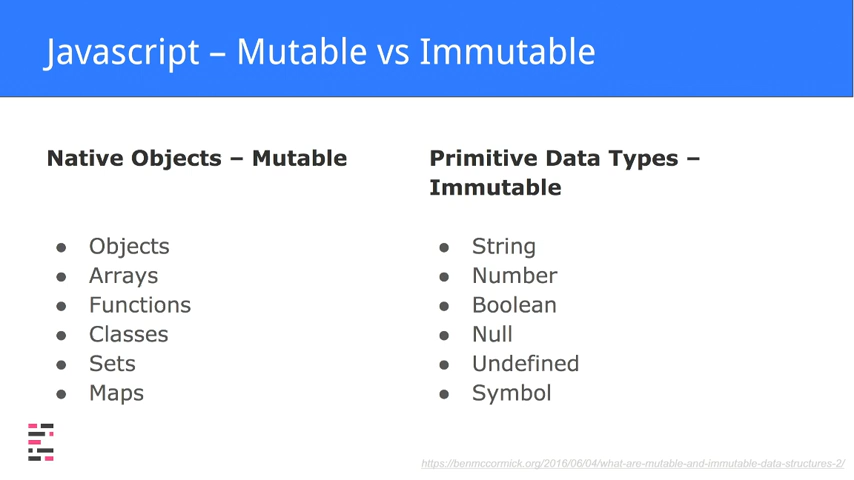 Javascript – Mutable vs Immutable
Native Objects – Mutable
● Objects
● Arrays
● Functions
● Classes
● Sets
● Maps
Primitive Data Types –
Immutable
● String
● Number
● Boolean
● Null
● Undefined
● Symbol
https://benmccormick.org/2016/06/04/what-are-mutable-and-immutable-data-structures-2/